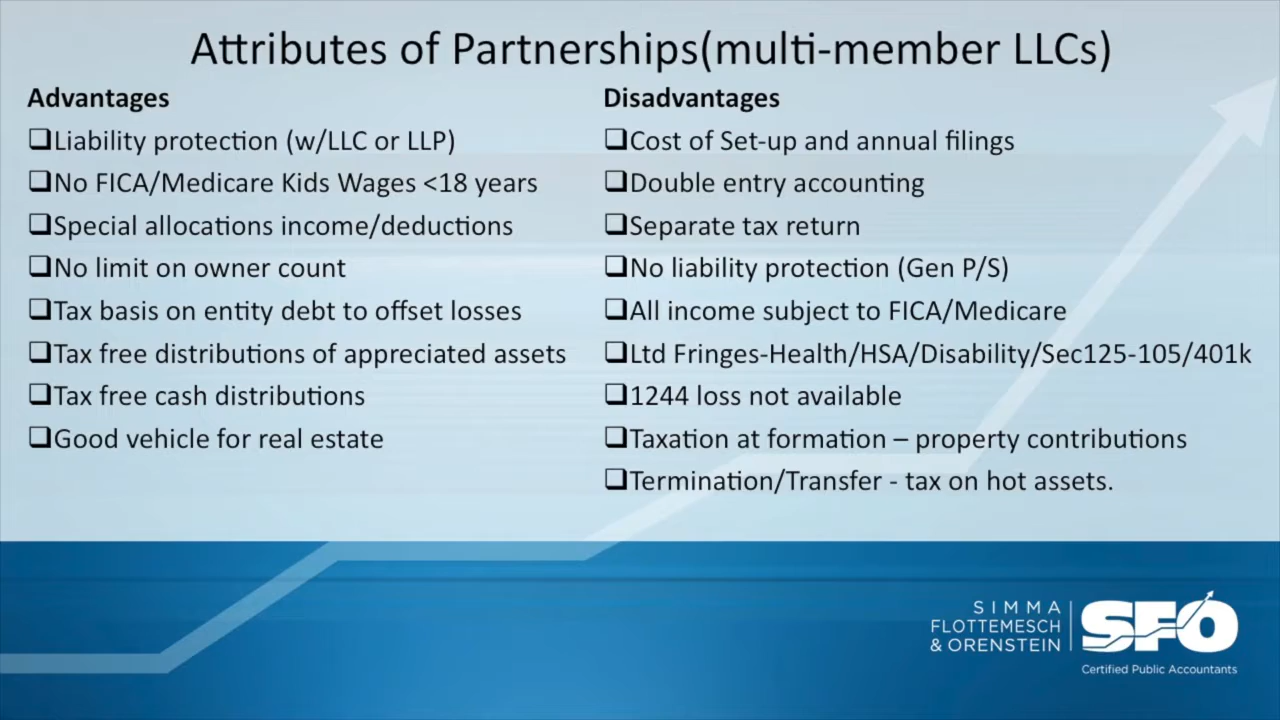 Attributes of Partnerships(multi-member LLCs)
Advantages
❑Liability protection (w/LLC or LLP)
❑No FICA/Medicare Kids Wages <18 years
❑Special allocations income/deductions
❑No limit on owner count
❑Tax basis on entity debt to offset losses
❑Tax free distributions of appreciated assets
❑Tax free cash distributions
❑Good vehicle for real estate
Disadvantages
❑Cost of Set-up and annual filings
❑Double entry accounting
❑Separate tax return
❑No liability protection (Gen P/S)
❑All income subject to FICA/Medicare
❑Ltd Fringes-Health/HSA/Disability/Sec125-105/401k
❑1244 loss not available
❑Taxation at formation – property contributions
❑Termination/Transfer - tax on hot assets.
SIMMA
FLOTTEMESCH
& ORENSTEIN
SFO
Certified Public Accountants